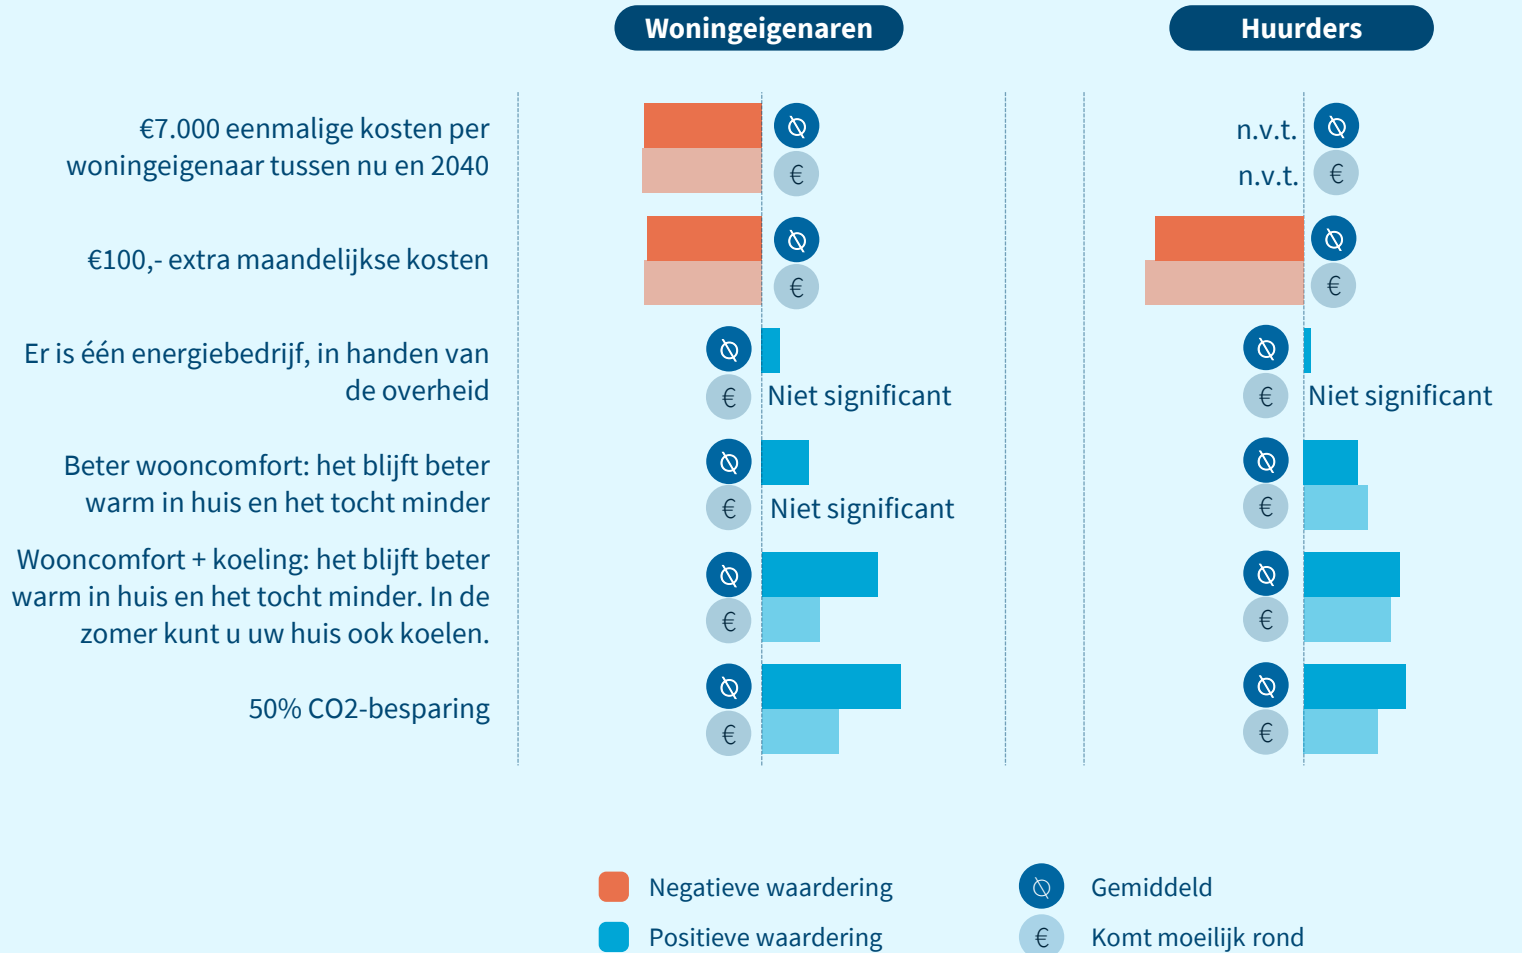 Woningeigenaren
Huurders
€7.000 eenmalige kosten per
woningeigenaar tussen nu en 2040
n.v.t.
€
n.v.t.
€
€100,- extra maandelijkse kosten
€
€
Er is één energiebedrijf, in handen van
de overheid
€
Niet significant
€
Niet significant
Beter wooncomfort: het blijft beter
warm in huis en het tocht minder
€
Niet significant
€
Wooncomfort + koeling: het blijft beter
warm in huis en het tocht minder. In de
zomer kunt u uw huis ook koelen.
€
€
50% CO2-besparing
€
€
Negatieve waardering
Positieve waardering
Gemiddeld
€
Komt moeilijk rond